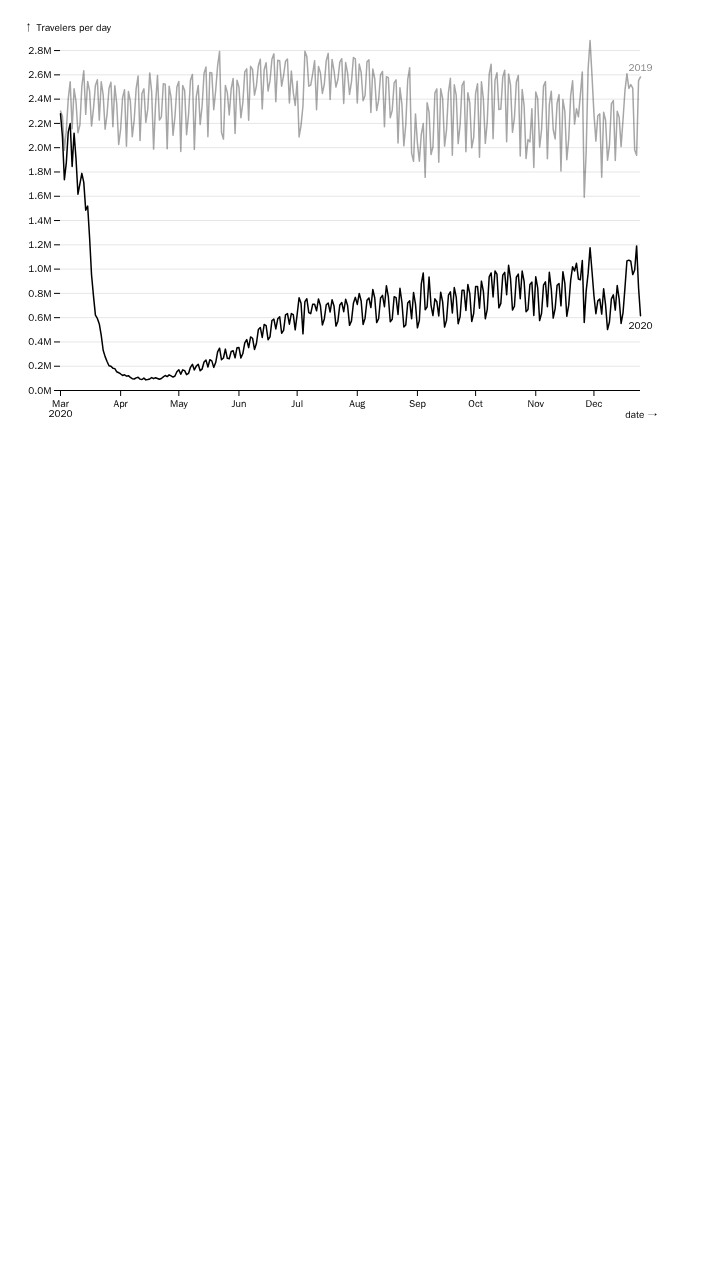 ↑ Travelers per day
2.8M
2.6M
2.4M
2.2M
2.0M
1.8M
1.6M
1.4M
1.2M
1.0M
0.8M
0.6M
0.4M
0.2M
0.0M
2019
2020
Mar Apr May Jun Jul Aug Sep Oct Nov Dec
2020
date →